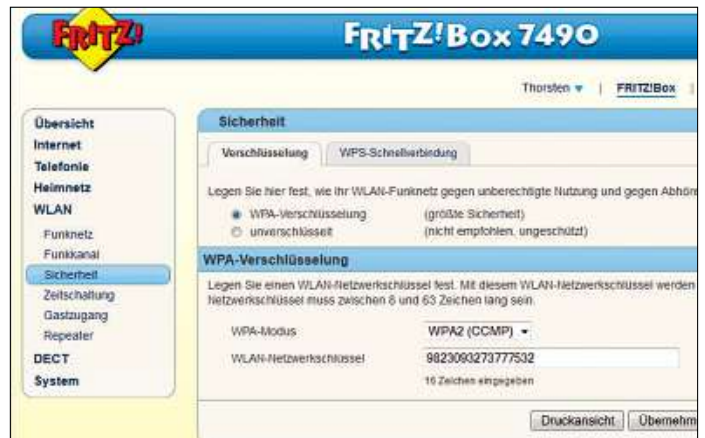 FRITZ!
FRITZ!Box 7490
Thorsten | FRITZ!Box |
Übersicht
Internet
Telefonie
Heimnetz
WLAN
Funknetz
Funkkanal
Sicherheit
Zeitschaltung
Gastzugang
Repeater
DECT
System
Sicherheit
Verschlüsselung WPS-Schnellverbindung
Legen Sie hier fest, wie Ihr WLAN-Funknetz gegen unberechtigte Nutzung und gegen Abhör
WPA-Verschlüsselung (größte Sicherheit)
unverschlüsselt (nicht empfohlen, ungeschützt)
WPA-Verschlüsselung
Legen Sie einen WLAN-Netzwerkschlüssel fest. Mit diesem WLAN-Netzwerkschlüssel werden
Netzwerkschlüssel muss zwischen 8 und 63 Zeichen lang sein.
WPA-Modus WPA2 (CCMP)
WLAN-Netzwerkschlüssel 9823093273777532
16 Zeichen eingegeben
Druckansicht Übernehm